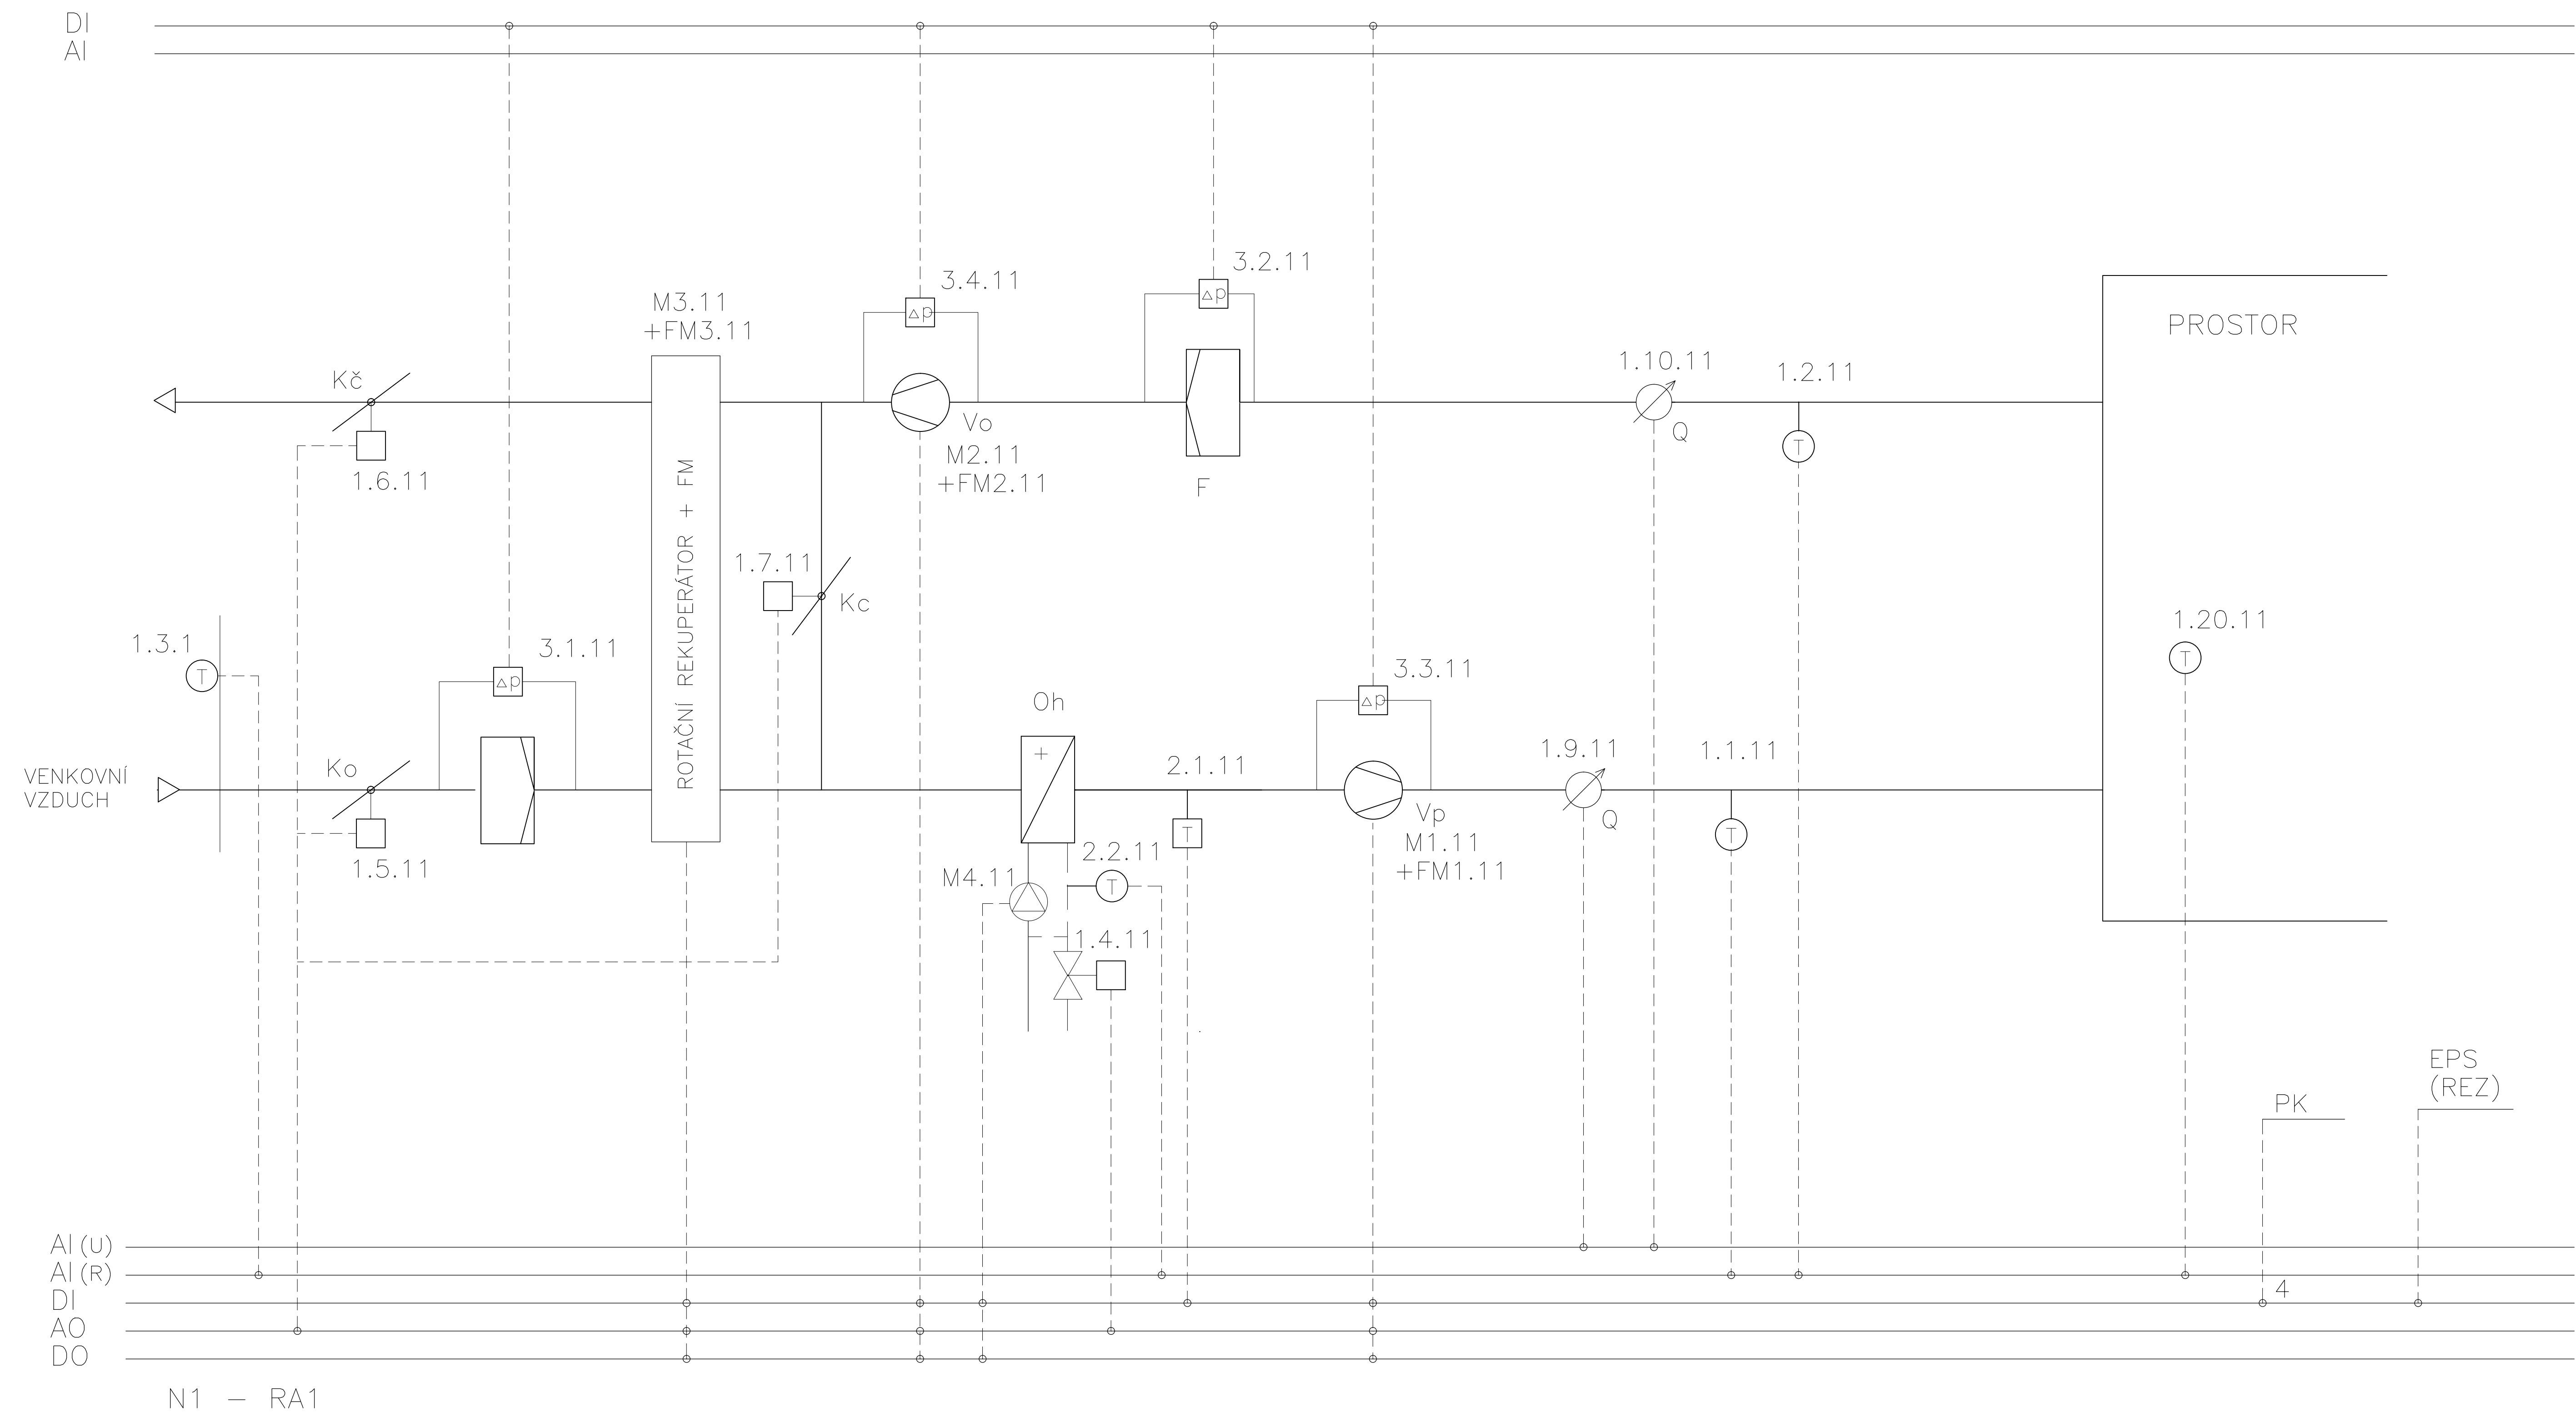 DI
AI
3.2.11
3.4.11
M3.11
+FM3.11
PROSTOR
1.10.11
1.2.11
Kč
Vo
Q
M2.11
T
+FM2.11
1.6.11
F
ROTAČNÍ REKUPERÁTOR + FM
1.7.11
Kc
1.20.11
1.3.1
3.1.11
T
3.3.11
T
Δp
Δp
Δp
Δp
Oh
+
1.9.11
1.1.11
Ko
2.1.11
VENKOVNÍ
VZDUCH
Vp
Q
M1.11
T
T
2.2.11
1.5.11
+FM1.11
M4.11
T
1.4.11
EPS
(REZ)
PK
AI(U)
AI(R)
4
DI
AO
DO
N1 – RA1